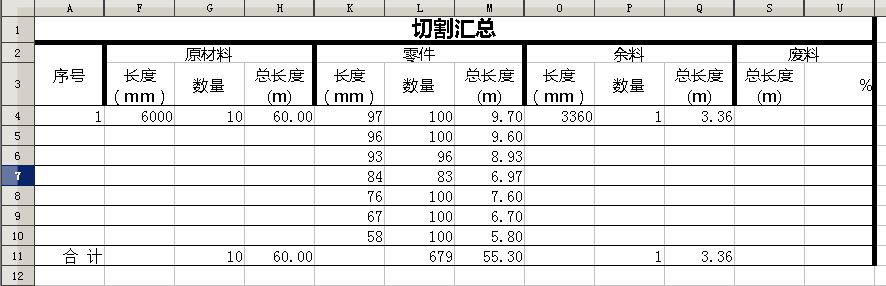 A F G H K L M O P Q S U
1 切割汇总
2 原材料 零件 余料 废料
3 序号 长度(mm) 数量 总长度(m) 长度(mm) 数量 总长度(m) 长度(mm) 数量 总长度(m) 总长度(m) %
4 1 6000 10 60.00 97 100 9.70 3360 1 3.36
5 96 100 9.60
6 93 96 8.93
7 84 83 6.97
8 76 100 7.60
9 67 100 6.70
10 58 100 5.80
11 合 计 10 60.00 679 55.30 1 3.36
12